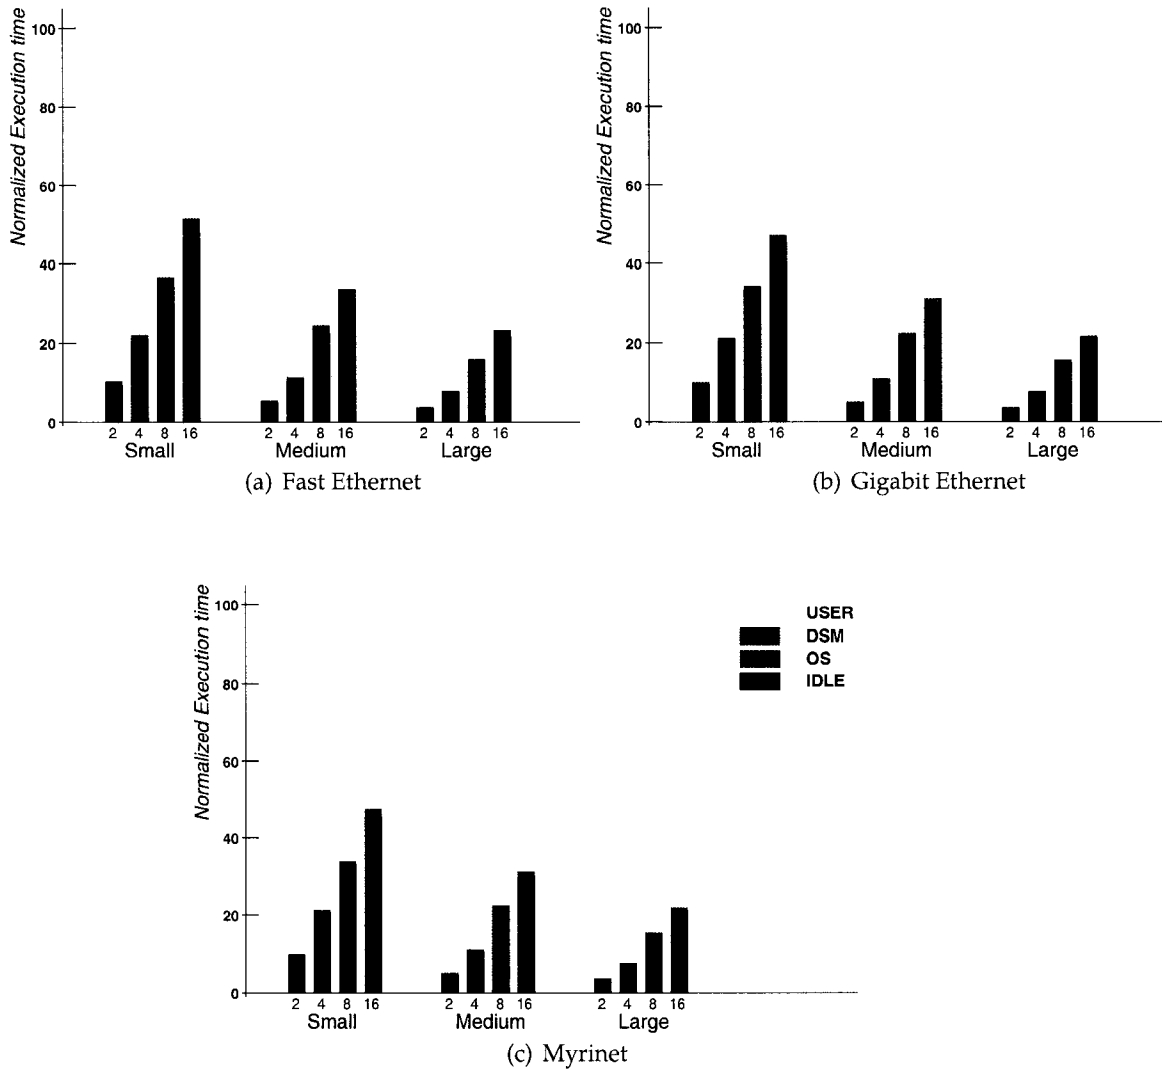 Normalized Execution time
100
80
60
40
20
0
2 4 8 16 2 4 8 16 2 4 8 16
Small Medium Large
(a) Fast Ethernet
Normalized Execution time
100
80
60
40
20
0
2 4 8 16 2 4 8 16 2 4 8 16
Small Medium Large
(b) Gigabit Ethernet
Normalized Execution time
100
80
60
40
20
0
2 4 8 16 2 4 8 16 2 4 8 16
Small Medium Large
USER
DSM
OS
IDLE
(c) Myrinet